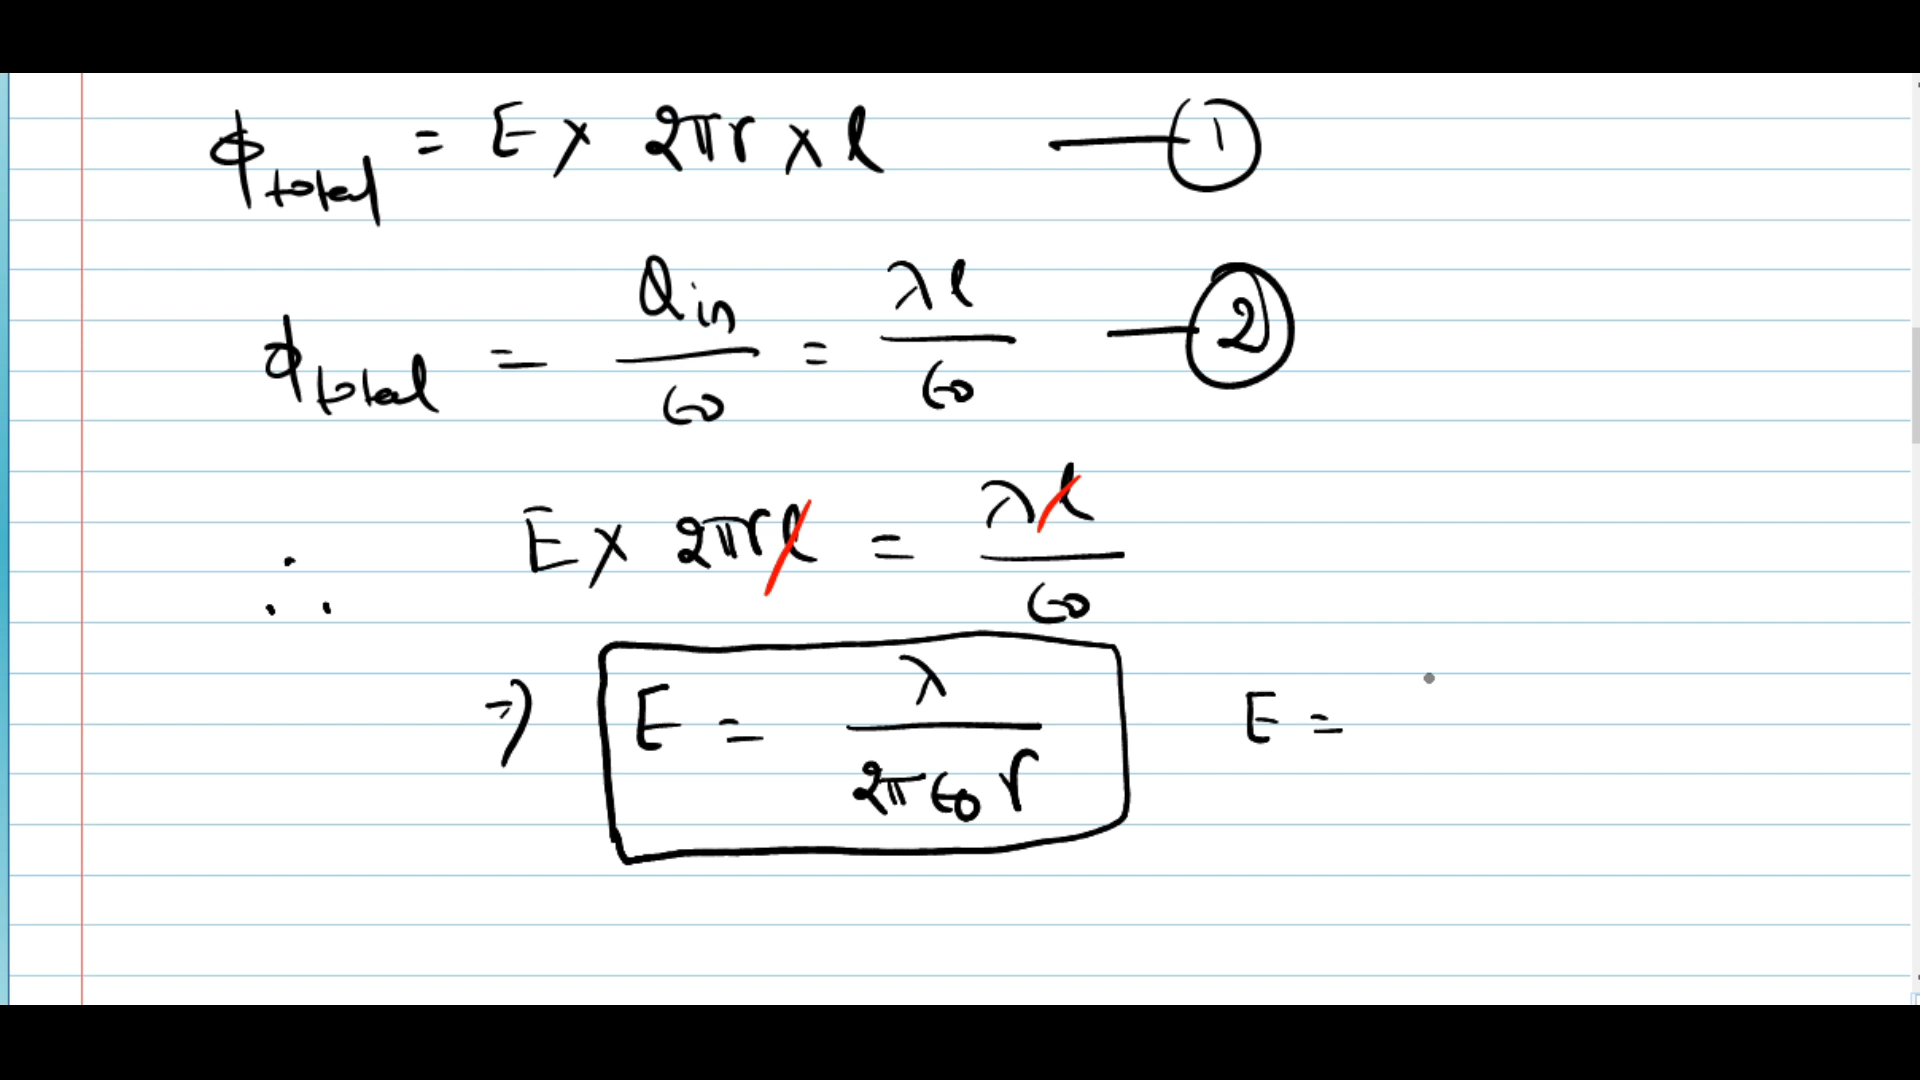 ϕtotal = E × 2πr × l —①
ϕtotal = Qin/ϵ0 = λl/ϵ0 —②
∴ E × 2πrl = λl/ϵ0
⇒ E = λ/2πϵ0r E =